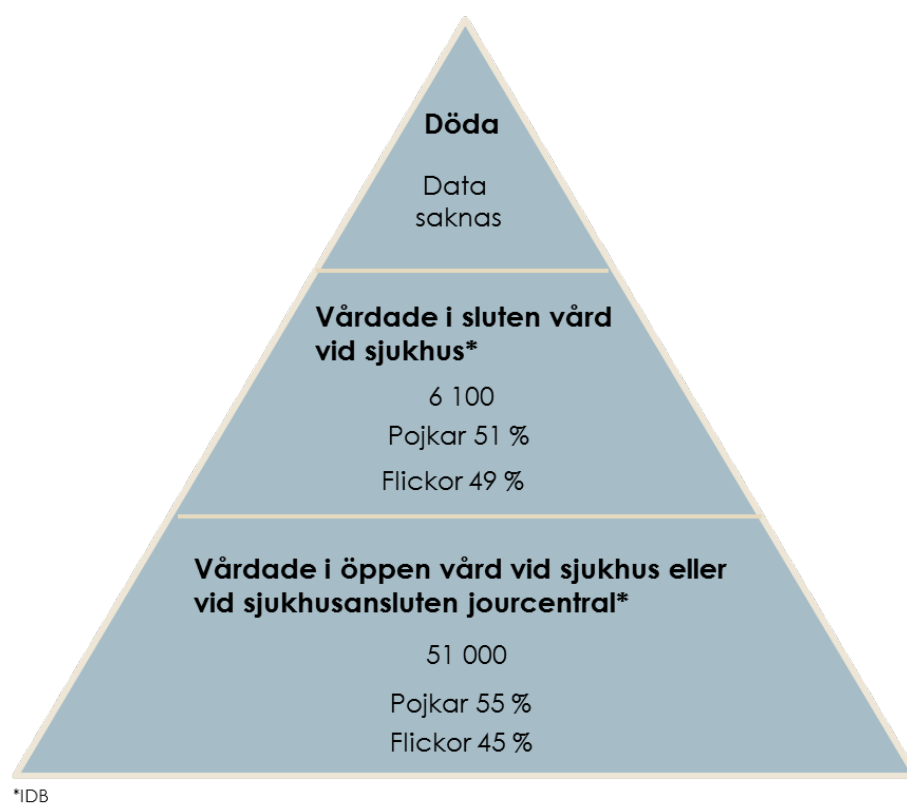 Döda
Data
saknas
Vårdade i sluten vård
vid sjukhus*
6 100
Pojkar 51 %
Flickor 49 %
Vårdade i öppen vård vid sjukhus eller
vid sjukhusansluten jourcentral*
51 000
Pojkar 55 %
Flickor 45 %
*IDB